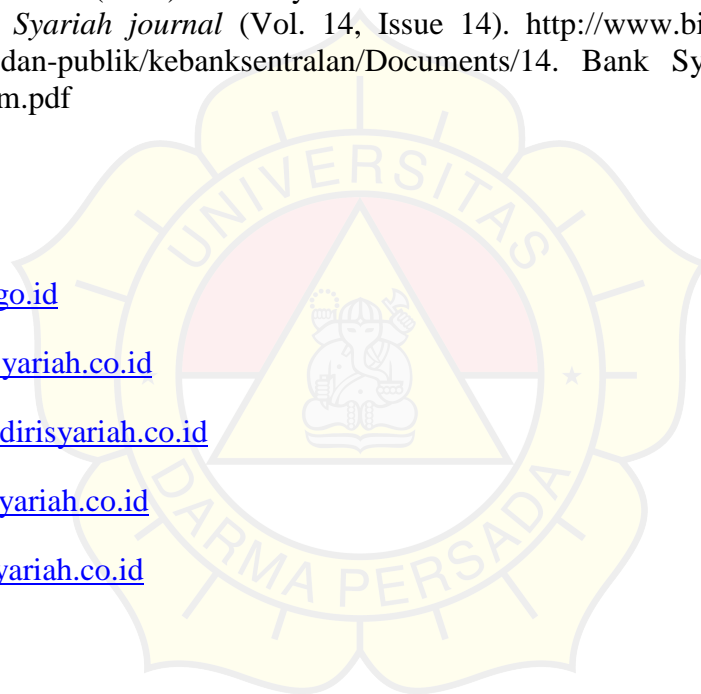 Syariah journal (Vol. 14, Issue 14). http://www.bi
dan-publik/kebanksentralan/Documents/14. Bank Sy
m.pdf
UNIVERSITAS
go.id
yariah.co.id
dirisyariah.co.id
syariah.co.id
yariah.co.id
DARMA PERSADA